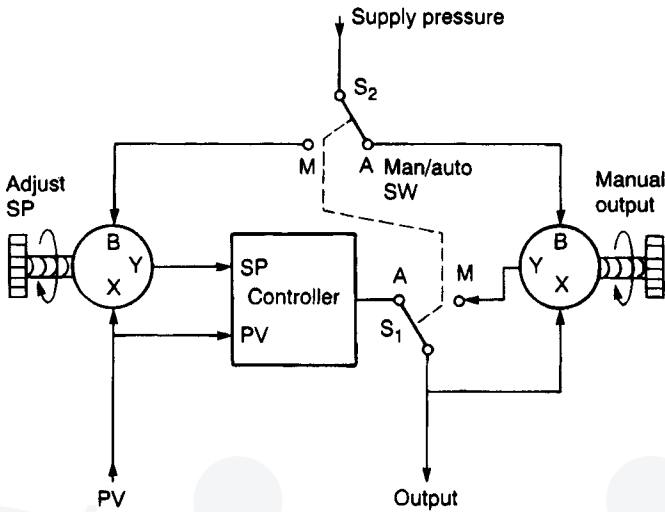 Supply pressure
S2
M
A
Man/auto
SW
Adjust
SP
Manual
output
B
Y
X
SP
Controller
PV
A
M
S1
B
Y
X
PV
Output